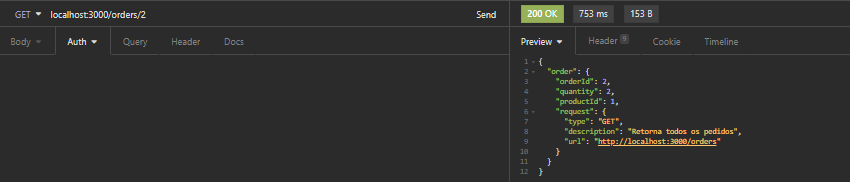 GET localhost:3000/orders/2 Send
200 OK 753 ms 153 B
Body Auth Query Header Docs
Preview Header 9 Cookie Timeline
1 {
2 "order": {
3 "orderId": 2,
4 "quantity": 2,
5 "productId": 1,
6 "request": {
7 "type": "GET",
8 "description": "Retorna todos os pedidos",
9 "url": "http://localhost:3000/orders"
10 }
11 }
12 }